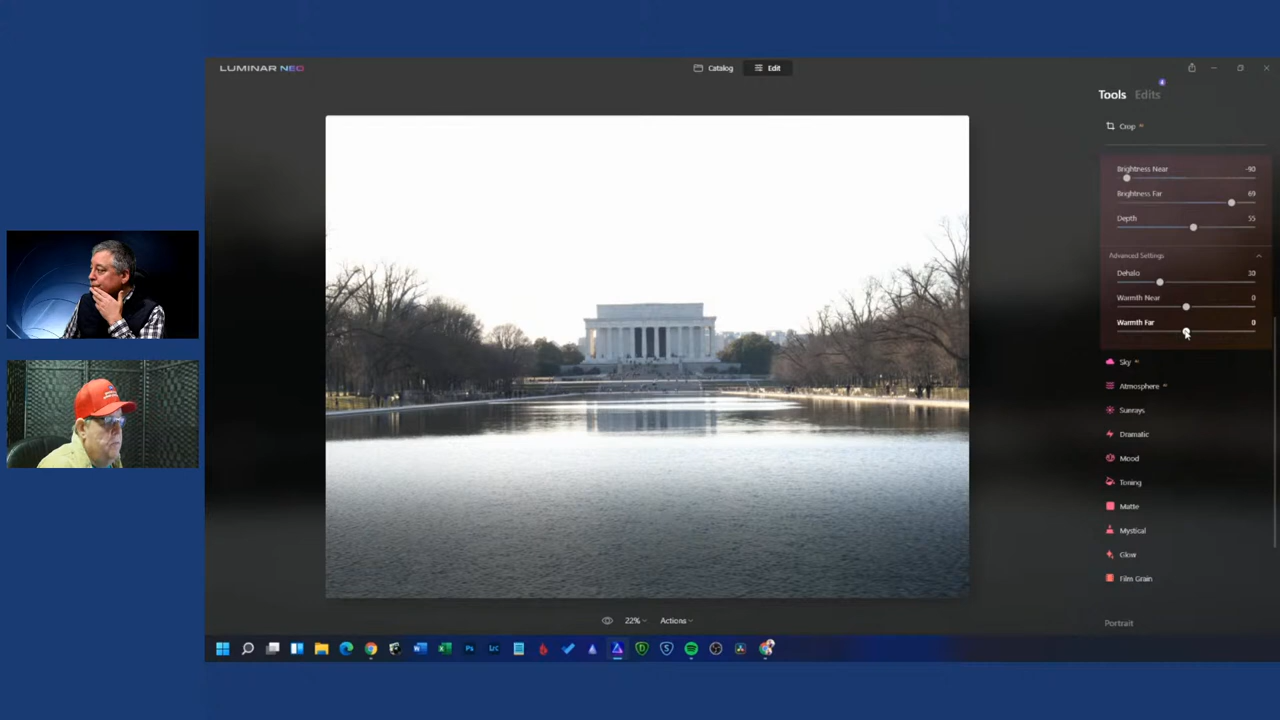 LUMINAR NEO
Catalog
Edit
Tools Edits
Crop
Brightness Near -90
Brightness Far 69
Depth 55
Advanced Settings
Dehalo 30
Warmth Near 0
Warmth Far 0
Sky
Atmosphere
Sunrays
Dramatic
Mood
Toning
Matte
Mystical
Glow
Film Grain
Portrait
22%
Actions